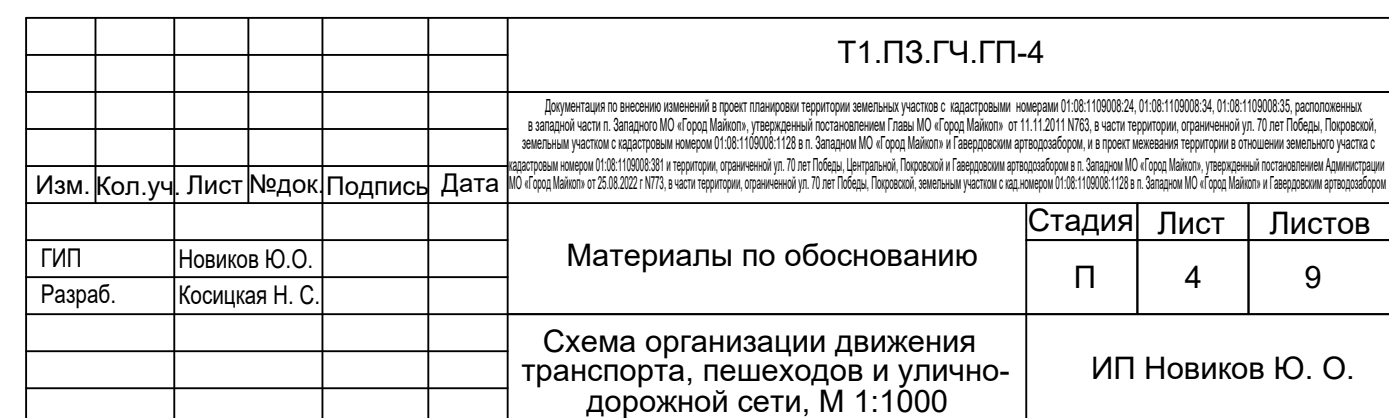 Т1.ПЗ.ГЧ.ГП-4
Документация по внесению изменений в проект планировки территории земельных участков с кадастровыми номерами 01:08:1109008:24, 01:08:1109008:34, 01:08:1109008:35, расположенных
в западной части п. Западного МО «Город Майкоп», утвержденный постановлением Главы МО «Город Майкоп» от 11.11.2011 N763, в части территории, ограниченной ул. 70 лет Победы, Покровской,
земельным участком с кадастровым номером 01:08:1109008:1128 в п. Западном МО «Город Майкоп» и Гавердовским артводозабором, и в проект межевания территории в отношении земельного участка с
кадастровым номером 01:08:1109008:381 и территории, ограниченной ул. 70 лет Победы, Центральной, Покровской и Гавердовским артводозабором в п. Западном МО «Город Майкоп», утвержденный постановлением Администрации
МО «Город Майкоп» от 25.08.2022 г N773, в части территории, ограниченной ул. 70 лет Победы, Покровской, земельным участком с кад.номером 01:08:1109008:1128 в п. Западном МО «Город Майкоп» и Гавердовским артводозабором
Изм. Кол.уч. Лист №док. Подпись Дата
Материалы по обоснованию
Стадия Лист Листов
П 4 9
ГИП Новиков Ю.О.
Разраб. Косицкая Н. С.
Схема организации движения
транспорта, пешеходов и улично-
дорожной сети, М 1:1000
ИП Новиков Ю. О.